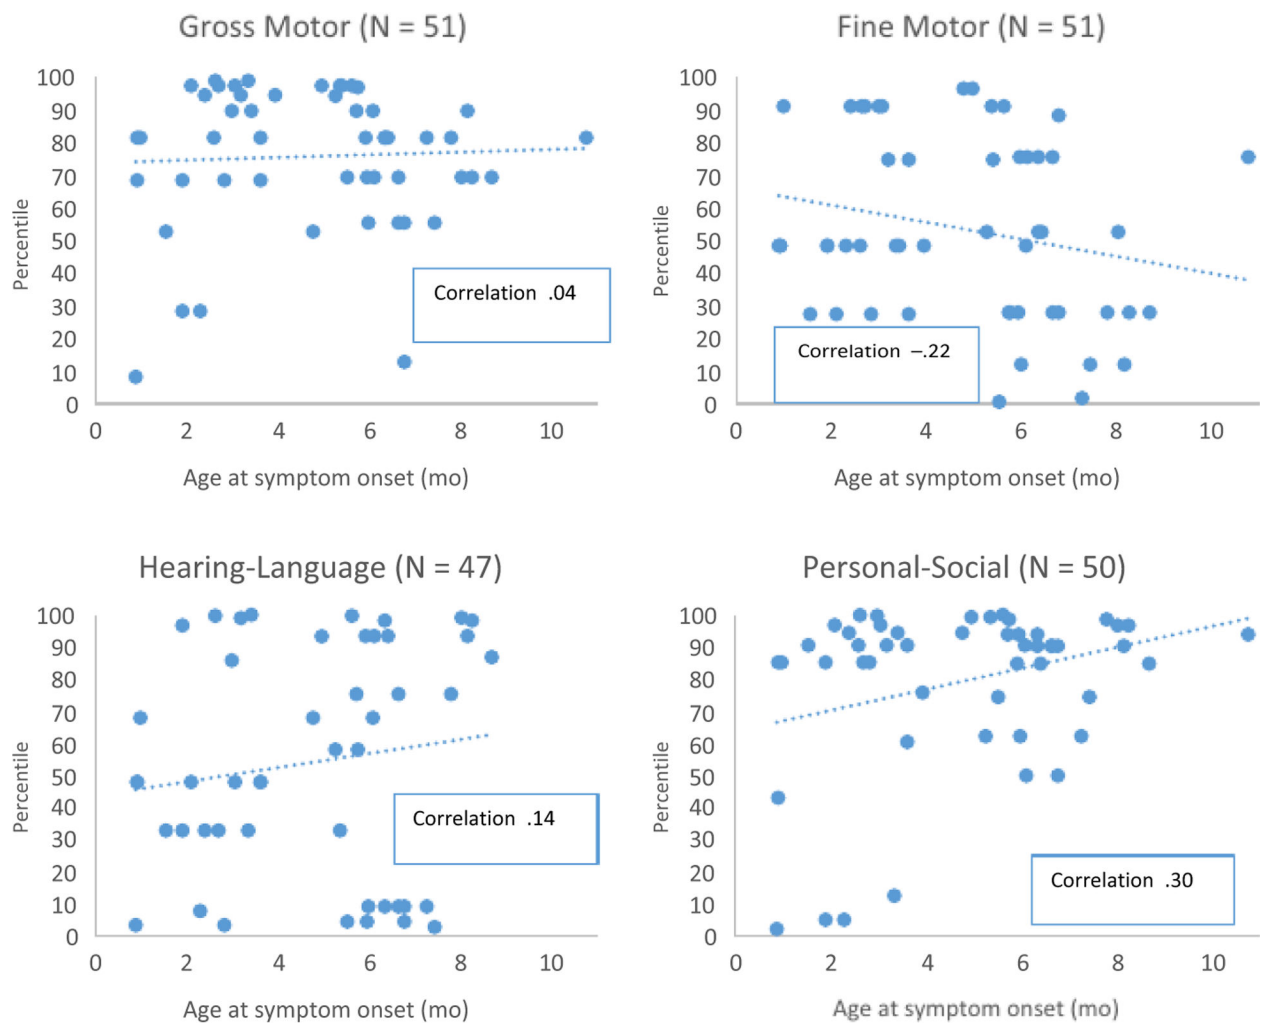 Gross Motor (N = 51)
100
90
80
70
60
50
40
30
20
10
0
Percentile
Correlation .04
0 2 4 6 8 10
Age at symptom onset (mo)
Fine Motor (N = 51)
100
90
80
70
60
50
40
30
20
10
0
Percentile
Correlation –.22
0 2 4 6 8 10
Age at symptom onset (mo)
Hearing-Language (N = 47)
100
90
80
70
60
50
40
30
20
10
0
Percentile
Correlation .14
0 2 4 6 8 10
Age at symptom onset (mo)
Personal-Social (N = 50)
100
90
80
70
60
50
40
30
20
10
0
Percentile
Correlation .30
0 2 4 6 8 10
Age at symptom onset (mo)